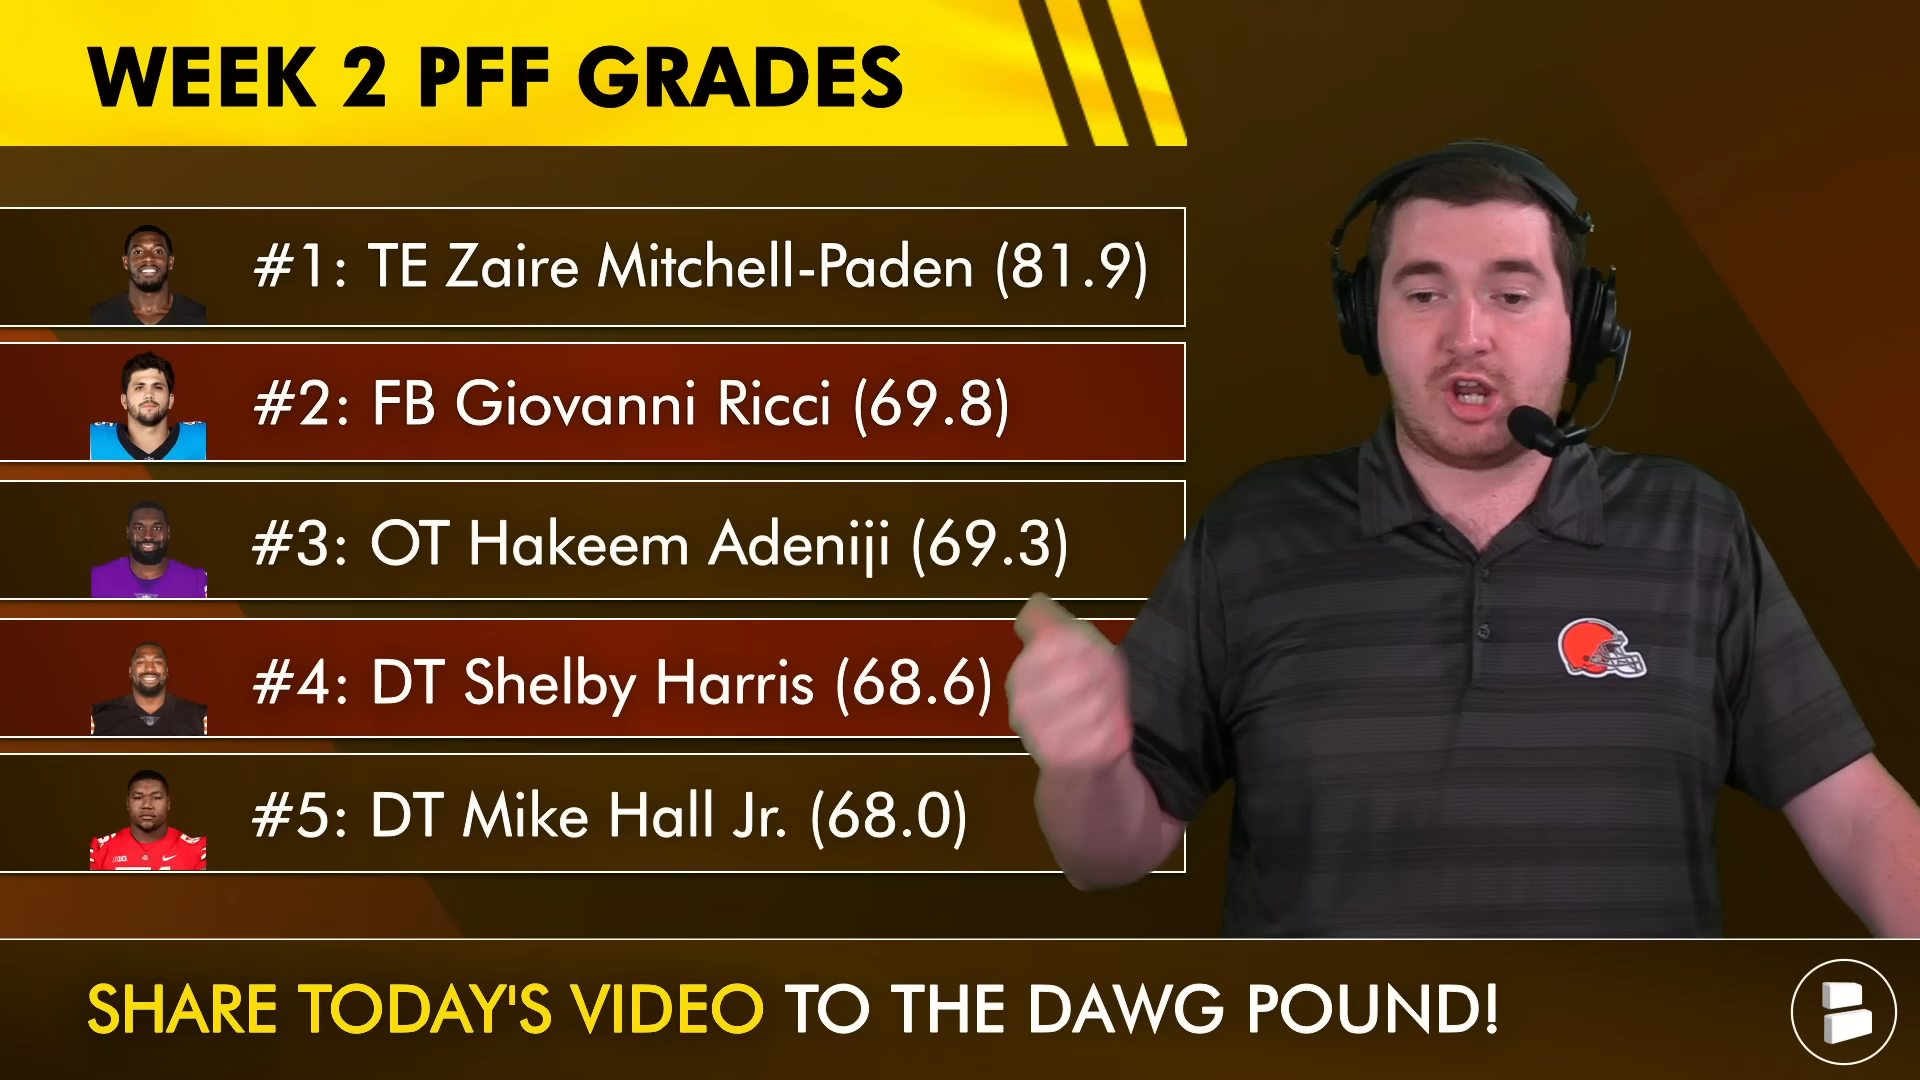 WEEK 2 PFF GRADES
#1: TE Zaire Mitchell-Paden (81.9)
#2: FB Giovanni Ricci (69.8)
#3: OT Hakeem Adeniji (69.3)
#4: DT Shelby Harris (68.6)
#5: DT Mike Hall Jr. (68.0)
SHARE TODAY'S VIDEO TO THE DAWG POUND!